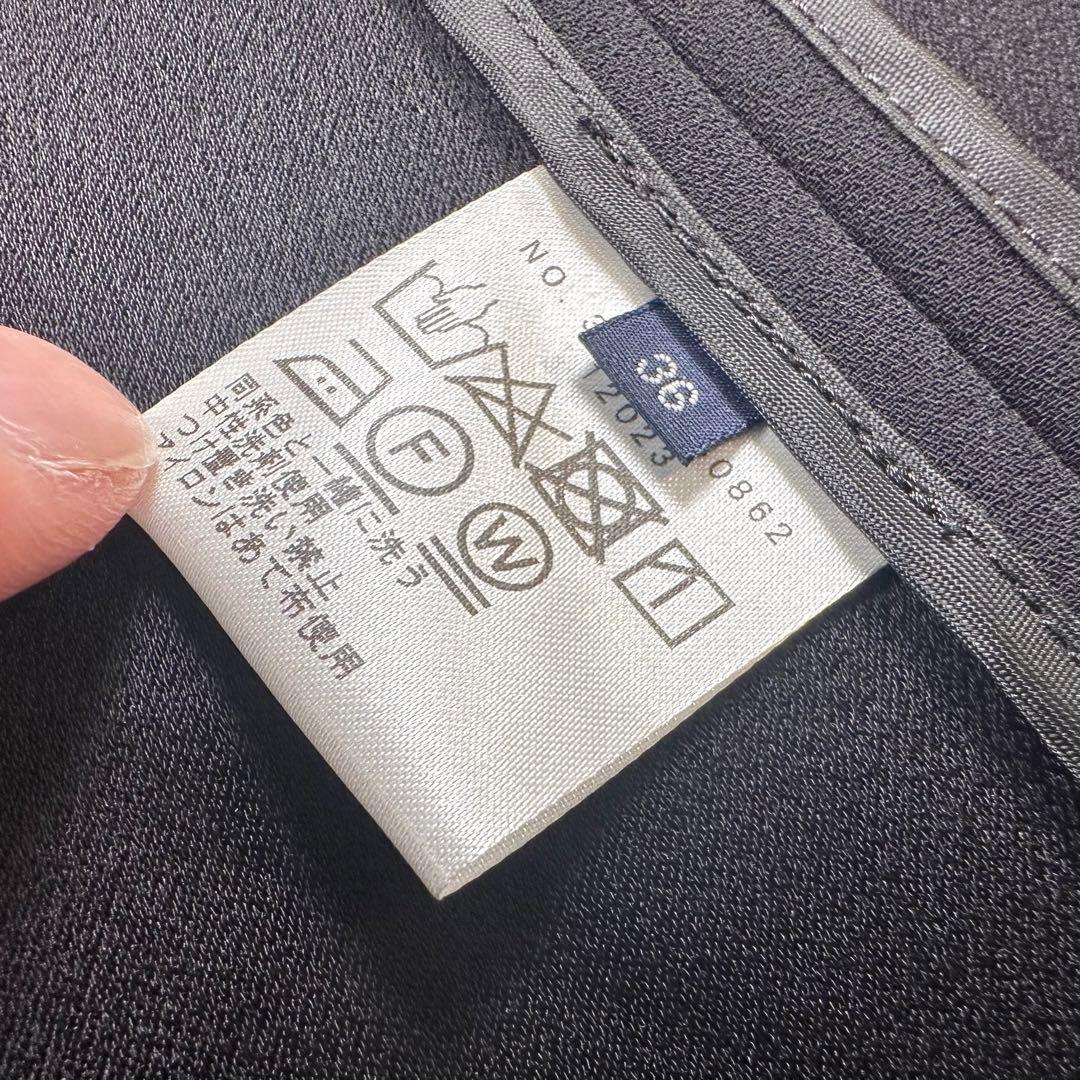 36
12023
0862
F
W
同系色と一緒に洗う
中性洗剤使用
つけ置き洗い禁止
アイロンはあて布使用